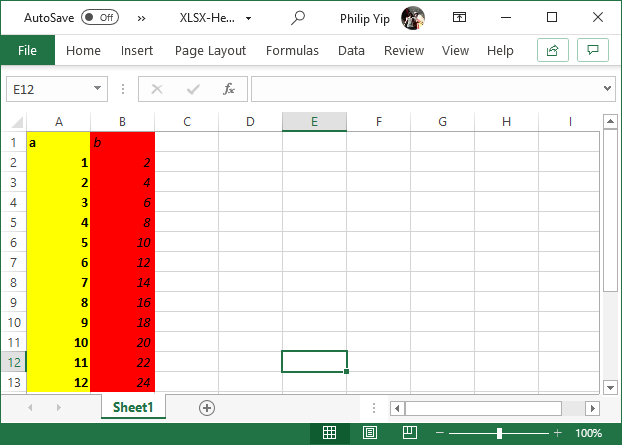 AutoSave Off » XLSX-He... Philip Yip
File Home Insert Page Layout Formulas Data Review View Help
E12 fx
A B C D E F G H I
1 a b
2 1 2
3 2 4
4 3 6
5 4 8
6 5 10
7 6 12
8 7 14
9 8 16
10 9 18
11 10 20
12 11 22
13 12 24
Sheet1
100%